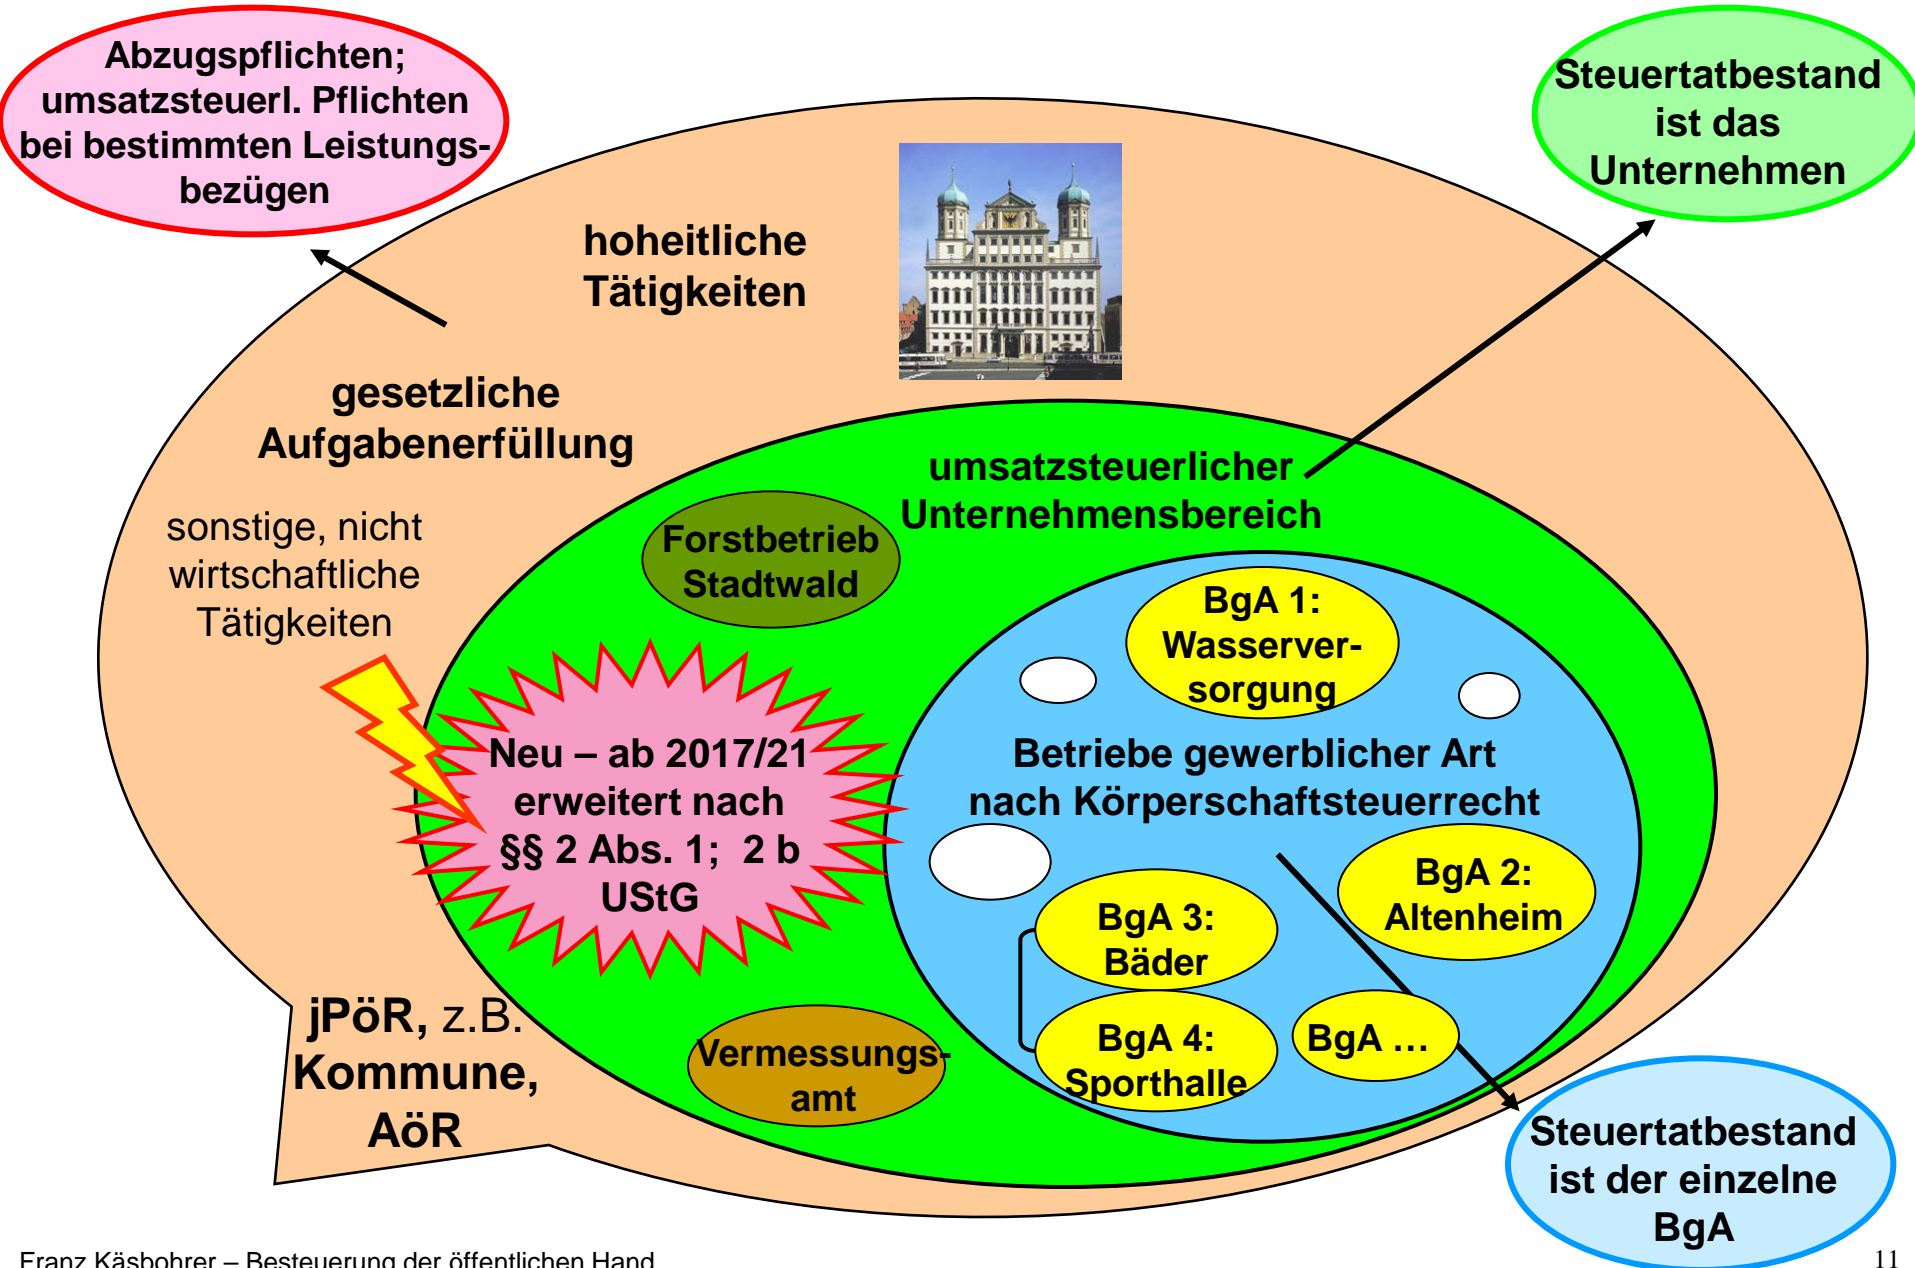 Abzugspflichten;
umsatzsteuerl. Pflichten
bei bestimmten Leistungs-
bezügen
Steuertatbestand
ist das
Unternehmen
hoheitliche
Tätigkeiten
gesetzliche
Aufgabenerfüllung
sonstige, nicht
wirtschaftliche
Tätigkeiten
umsatzsteuerlicher
Unternehmensbereich
Forstbetrieb
Stadtwald
BgA 1:
Wasserver-
sorgung
Neu – ab 2017/21
erweitert nach
§§ 2 Abs. 1;  2 b
UStG
Betriebe gewerblicher Art
nach Körperschaftsteuerrecht
BgA 2:
Altenheim
BgA 3:
Bäder
BgA 4:
Sporthalle
BgA …
Vermessungs-
amt
jPöR, z.B.
Kommune,
AöR
Steuertatbestand
ist der einzelne
BgA
Franz Käsbohrer – Besteuerung der öffentlichen Hand
11